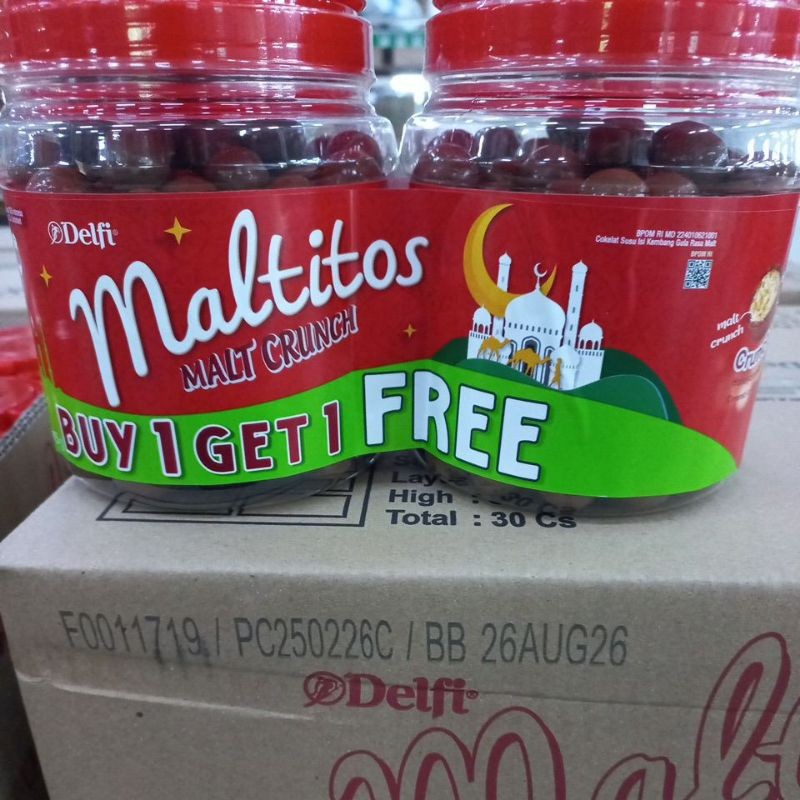 Delfi
Maltitos
MALT CRUNCH
BUY 1 GET 1 FREE
BPOM RI MD 224010621001
Cokelat Susu Isi Kembang Gula Rasa Malt
BPOM RI
malt
crunch
High :
Total : 30 Cs
F0011719 / PC250226C / BB 26AUG26
Delfi